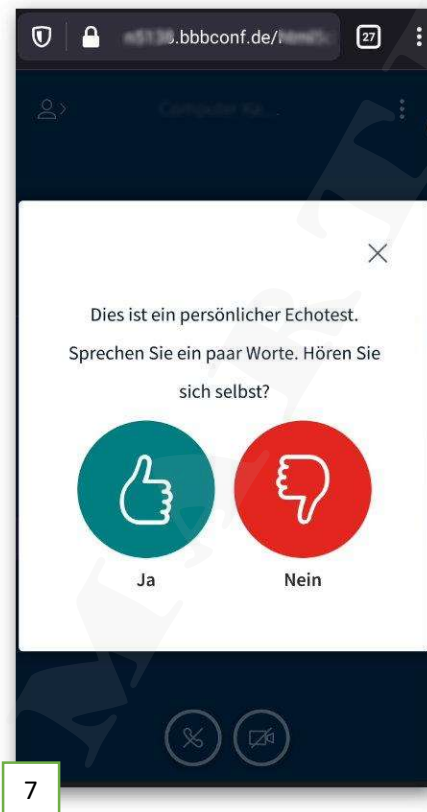 .bbbconf.de/
27
Dies ist ein persönlicher Echotest.
Sprechen Sie ein paar Worte. Hören Sie
sich selbst?
Ja
Nein
7